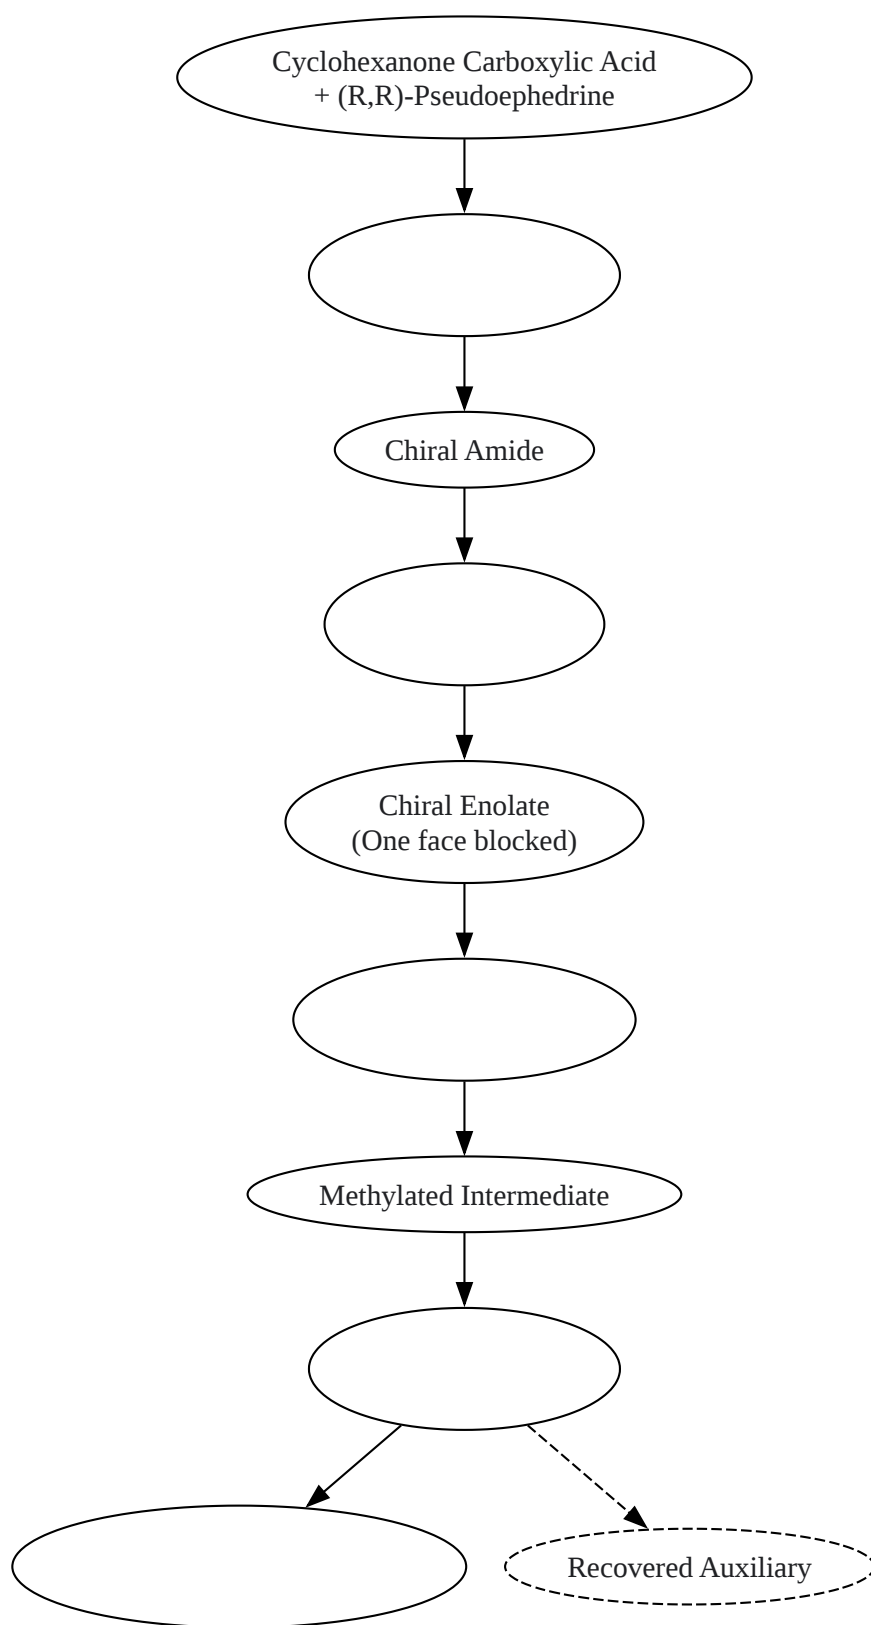 Cyclohexanone Carboxylic Acid
+ (R,R)-Pseudoephedrine
Chiral Amide
Chiral Enolate
(One face blocked)
Methylated Intermediate
Recovered Auxiliary